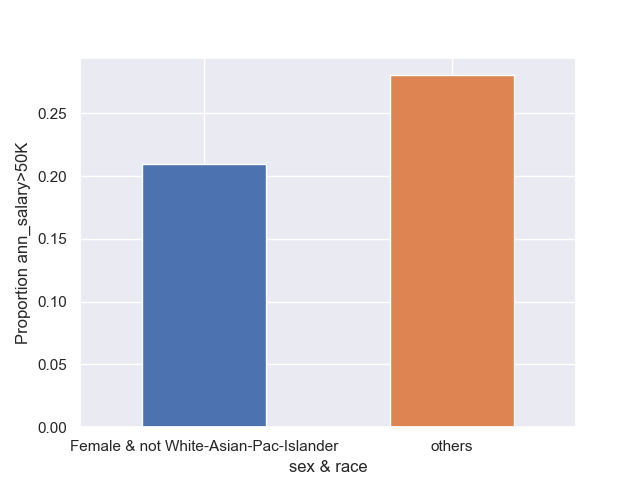 Proportion ann_salary>50K
0.25
0.20
0.15
0.10
0.05
0.00
Female & not White-Asian-Pac-Islander
others
sex & race